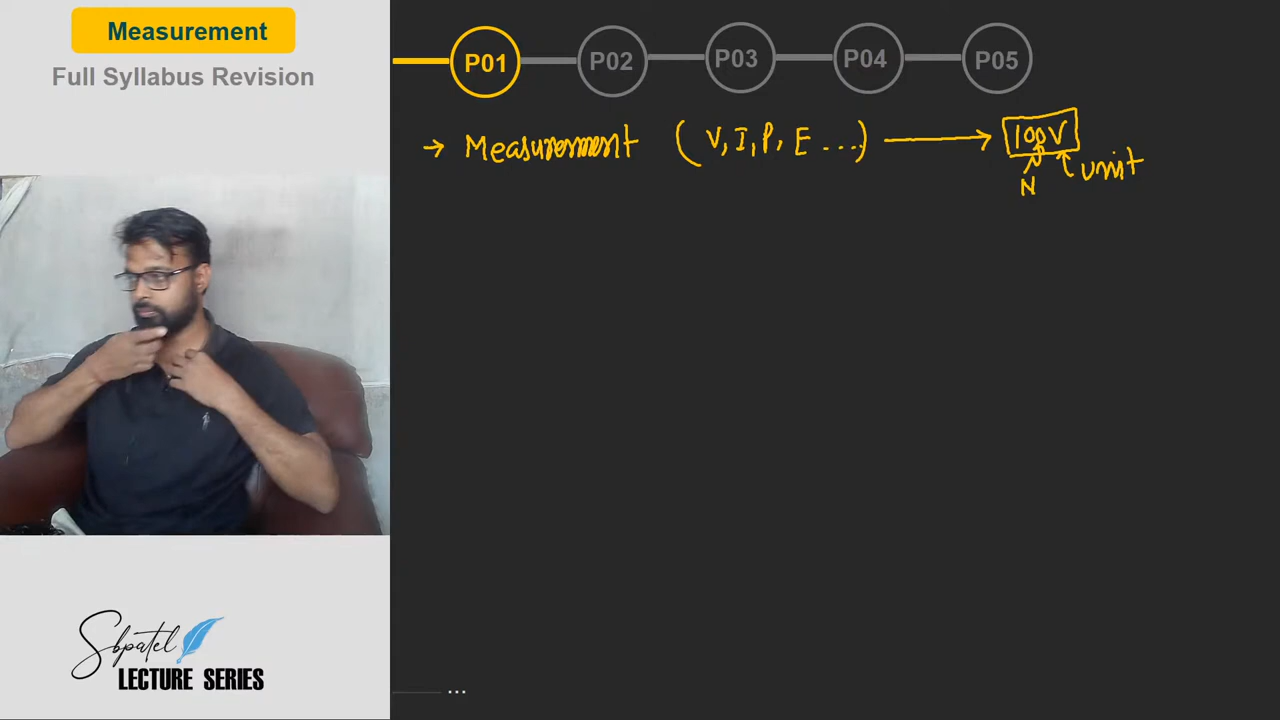 Measurement
Full Syllabus Revision
P01 P02 P03 P04 P05
→ Measurement ( V, I, P, E ....) → 100V
N unit
Sbpatel
LECTURE SERIES
...